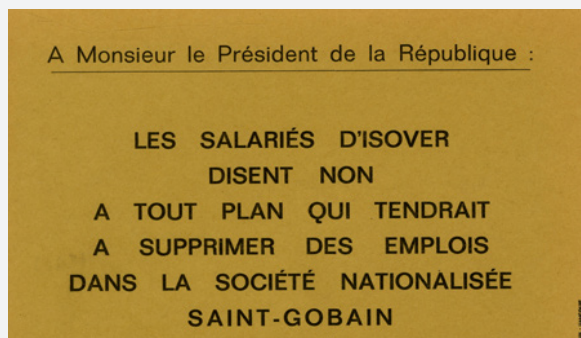 A Monsieur le Président de la République :
LES SALARIÉS D'ISOVER
DISENT NON
A TOUT PLAN QUI TENDRAIT
A SUPPRIMER DES EMPLOIS
DANS LA SOCIÉTÉ NATIONALISÉE
SAINT-GOBAIN